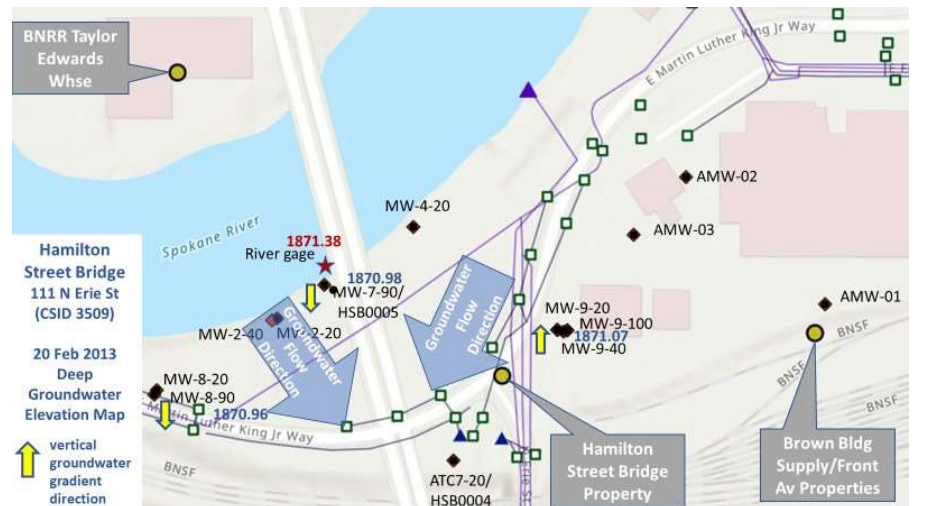 BNRR Taylor
Edwards
Whse
E Martin Luther King Jr Way
AMW-02
MW-4-20
AMW-03
Spokane River
1871.38
River gage
1870.98
MW-7-90/
HSB0005
AMW-01
MW-9-20
MW-9-100
1871.07
MW-9-40
MW-2-40
MW-2-20
Groundwater
Flow
Direction
Groundwater
Flow
Direction
Hamilton
Street Bridge
111 N Erie St
(CSID 3509)
20 Feb 2013
Deep
Groundwater
Elevation Map
vertical
groundwater
gradient
direction
MW-8-20
MW-8-90
1870.96
Martin Luther King Jr Way
BNSF
BNSF
BNSF
BNSF
ATC7-20/
HSB0004
Hamilton
Street Bridge
Property
Brown Bldg
Supply/Front
Av Properties